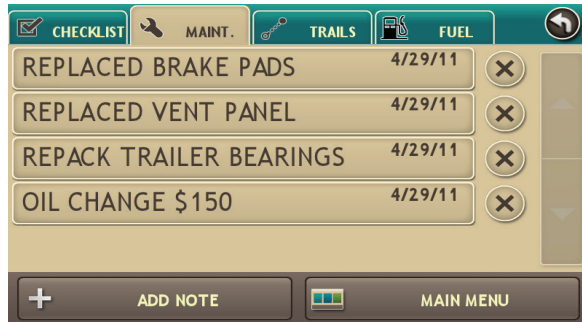 CHECKLIST MAINT. TRAILS FUEL
REPLACED BRAKE PADS 4/29/11
REPLACED VENT PANEL 4/29/11
REPACK TRAILER BEARINGS 4/29/11
OIL CHANGE $150 4/29/11
ADD NOTE MAIN MENU